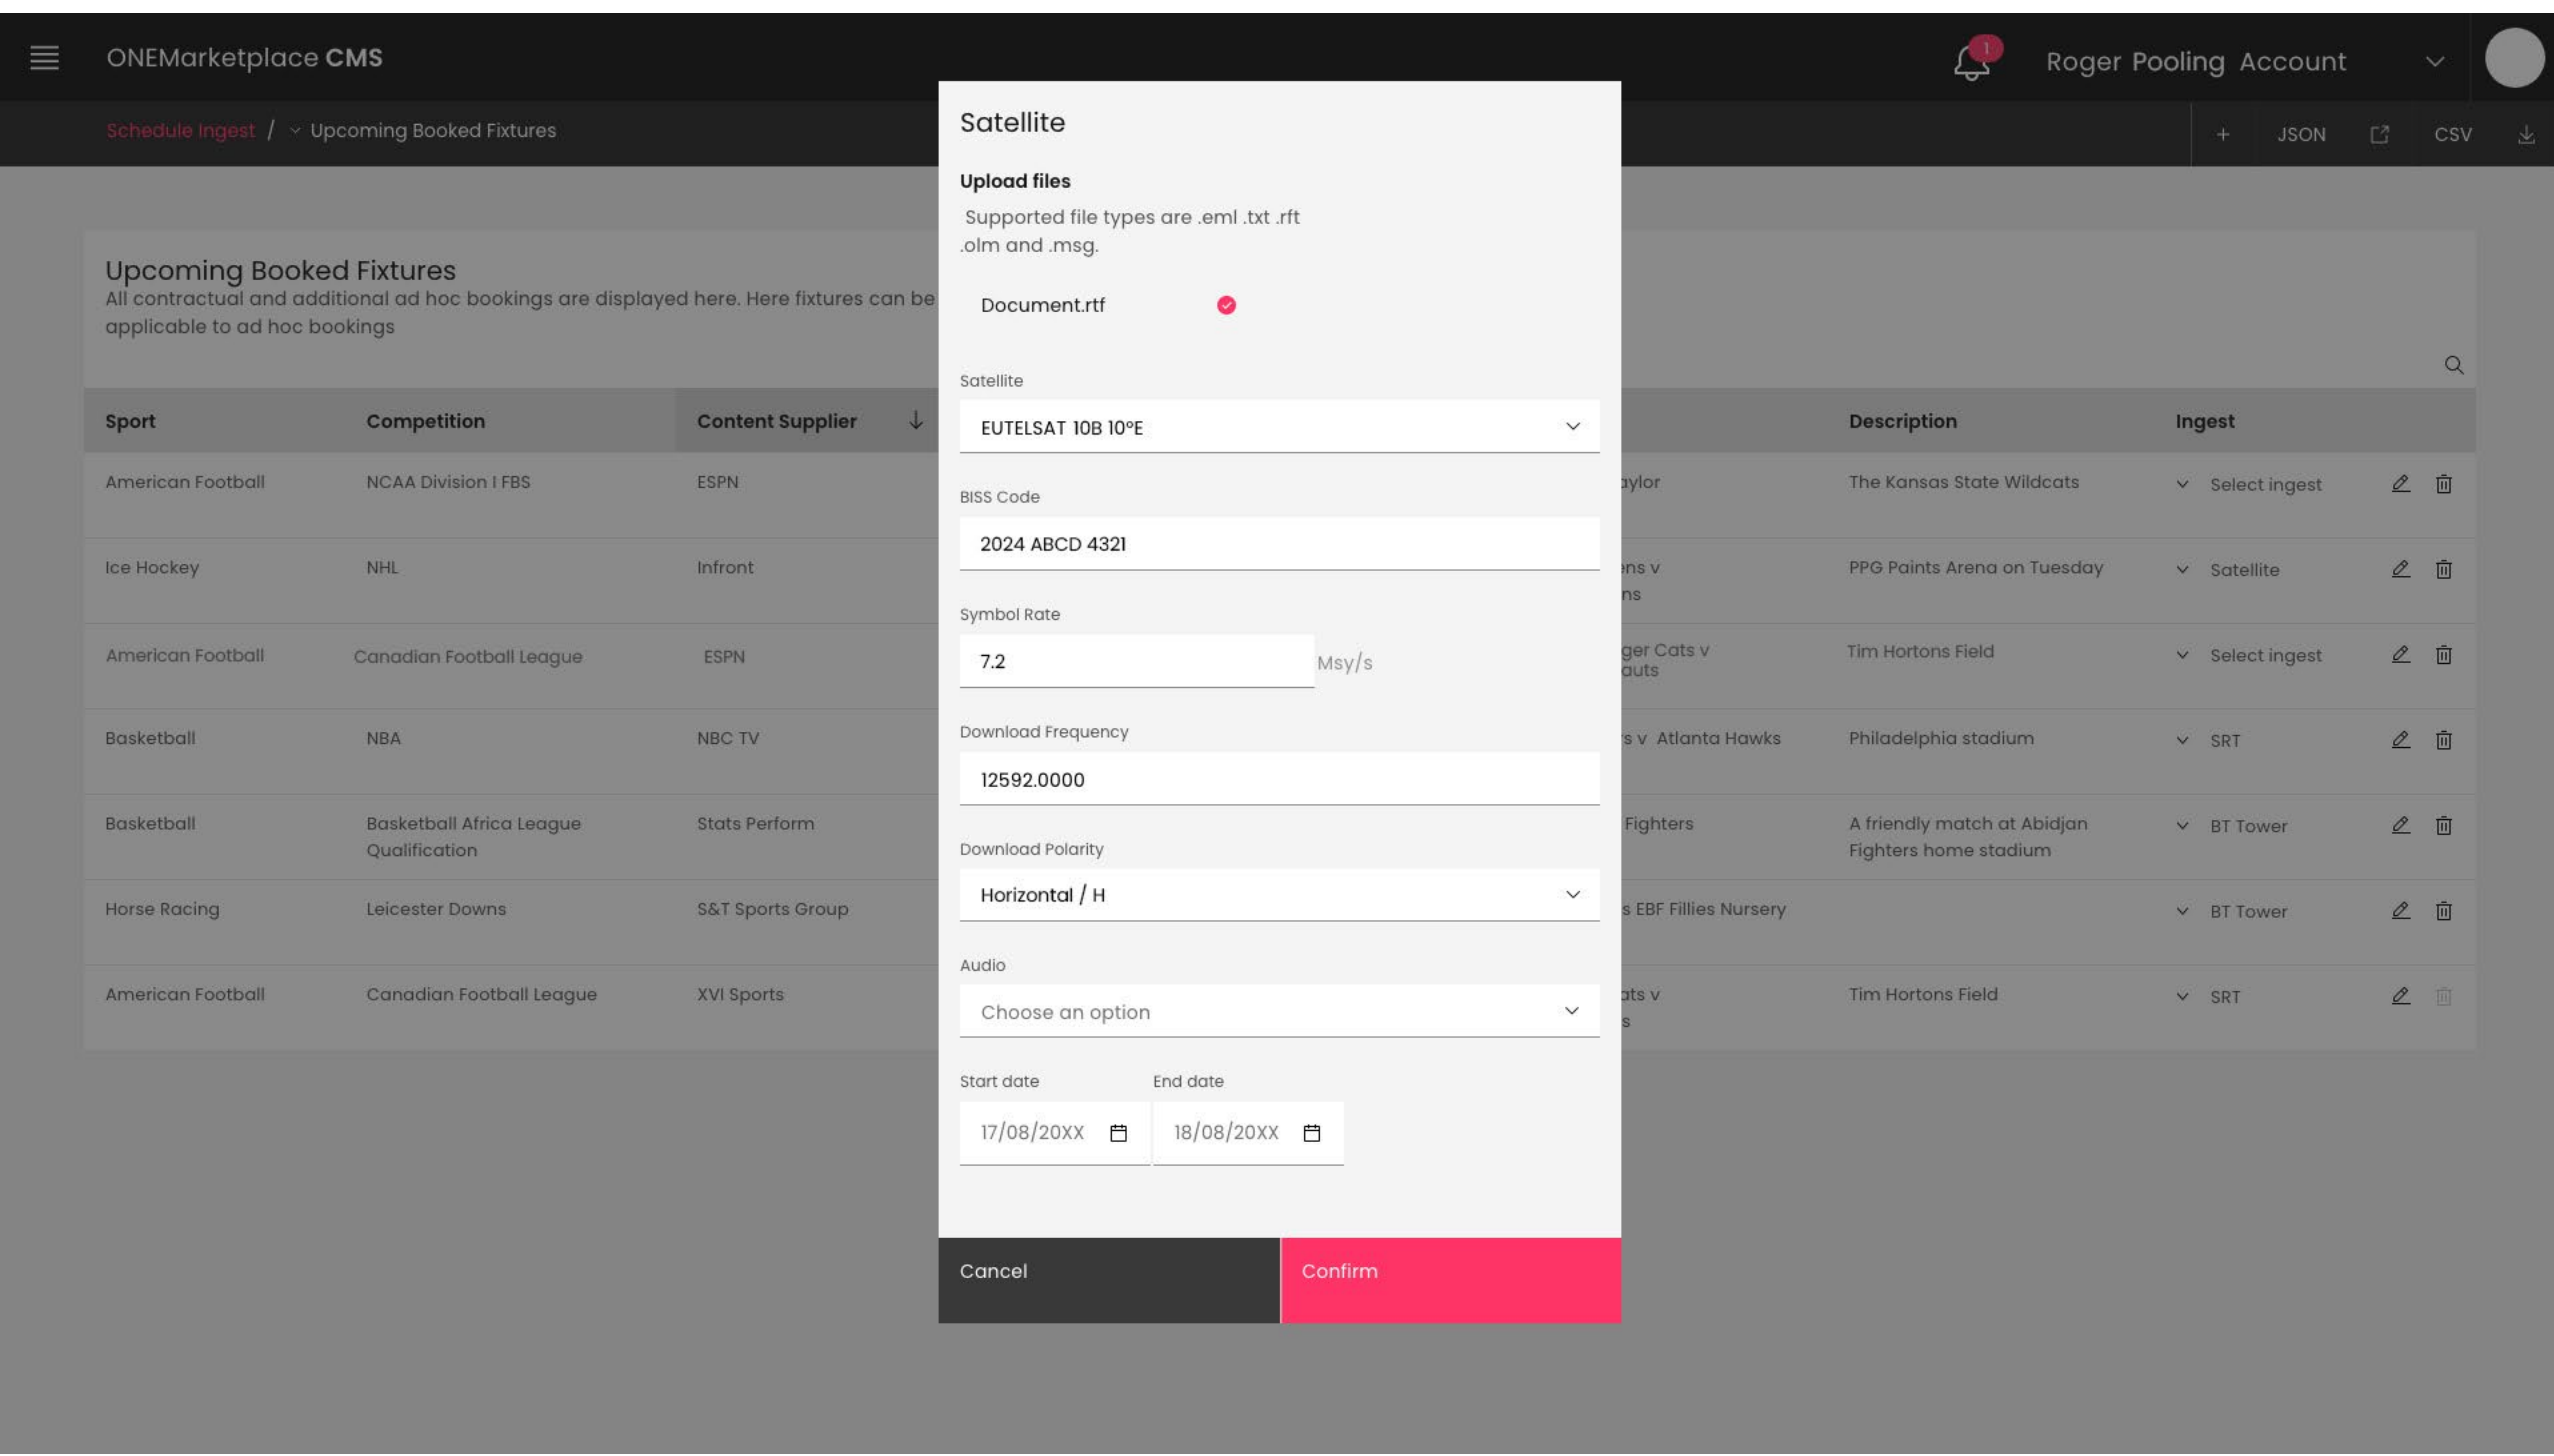 ONEMarketplace CMS
1
Roger Pooling Account
Schedule Ingest / Upcoming Booked Fixtures
+ JSON CSV
Upcoming Booked Fixtures
All contractual and additional ad hoc bookings are displayed here. Here fixtures can be
applicable to ad hoc bookings
Sport Competition Content Supplier Description Ingest
American Football NCAA Division I FBS ESPN aylor The Kansas State Wildcats Select ingest
Ice Hockey NHL Infront ens v PPG Paints Arena on Tuesday Satellite
ns
American Football Canadian Football League ESPN ger Cats v Tim Hortons Field Select ingest
auts
Basketball NBA NBC TV rs v Atlanta Hawks Philadelphia stadium SRT
Basketball Basketball Africa League Stats Perform Fighters A friendly match at Abidjan BT Tower
Qualification Fighters home stadium
Horse Racing Leicester Downs S&T Sports Group s EBF Fillies Nursery BT Tower
American Football Canadian Football League XVI Sports ats v Tim Hortons Field SRT
s
Satellite
Upload files
Supported file types are .eml .txt .rft
.olm and .msg.
Document.rtf
Satellite
EUTELSAT 10B 10°E
BISS Code
2024 ABCD 4321
Symbol Rate
7.2 Msy/s
Download Frequency
12592.0000
Download Polarity
Horizontal / H
Audio
Choose an option
Start date End date
17/08/20XX 18/08/20XX
Cancel Confirm